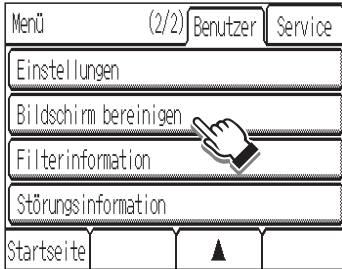 Menü (2/2) Benutzer Service
Einstellungen
Bildschirm bereinigen
Filterinformation
Störungsinformation
Startseite